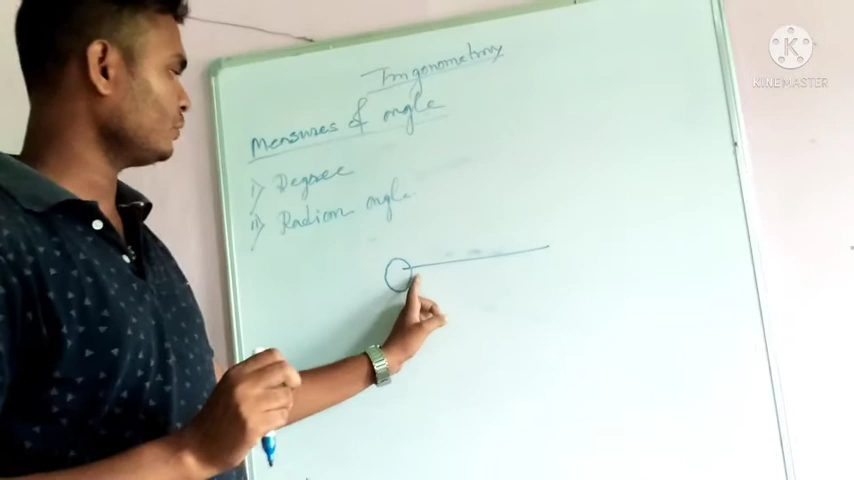 Trigonometry
Measures of angle
i) Degree
ii) Radian angle
K
KINEMASTER